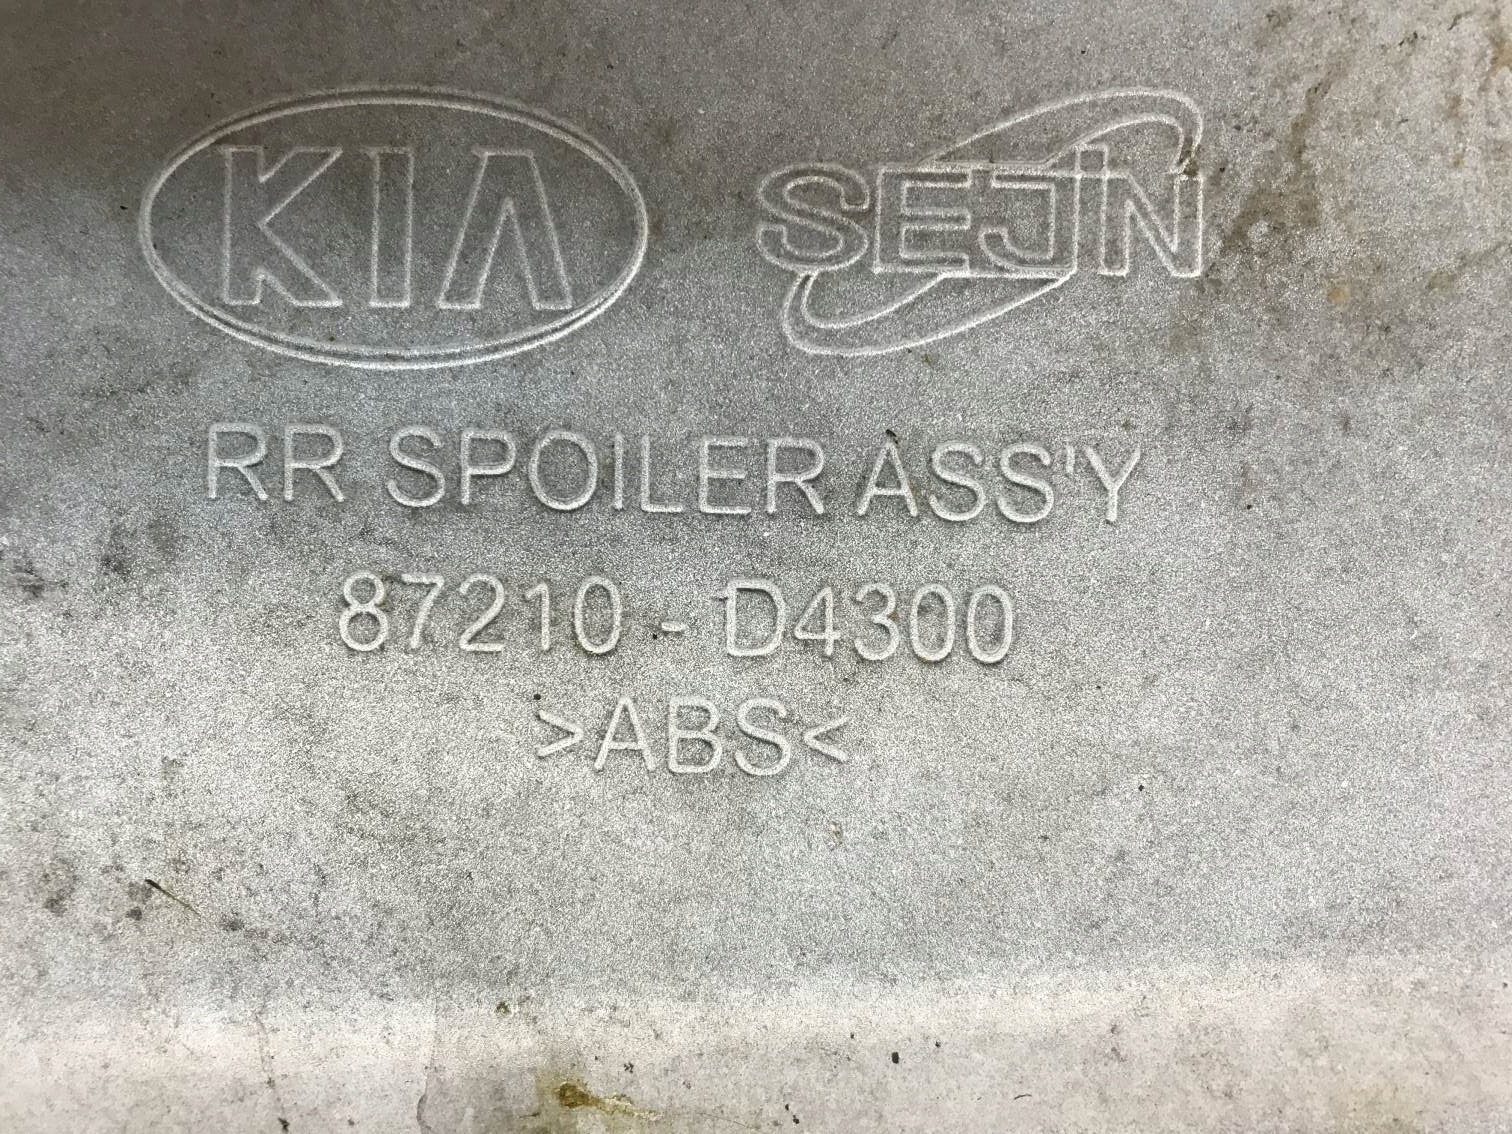 KIA SEJIN
RR SPOILER ASS'Y
87210 - D4300
>ABS<